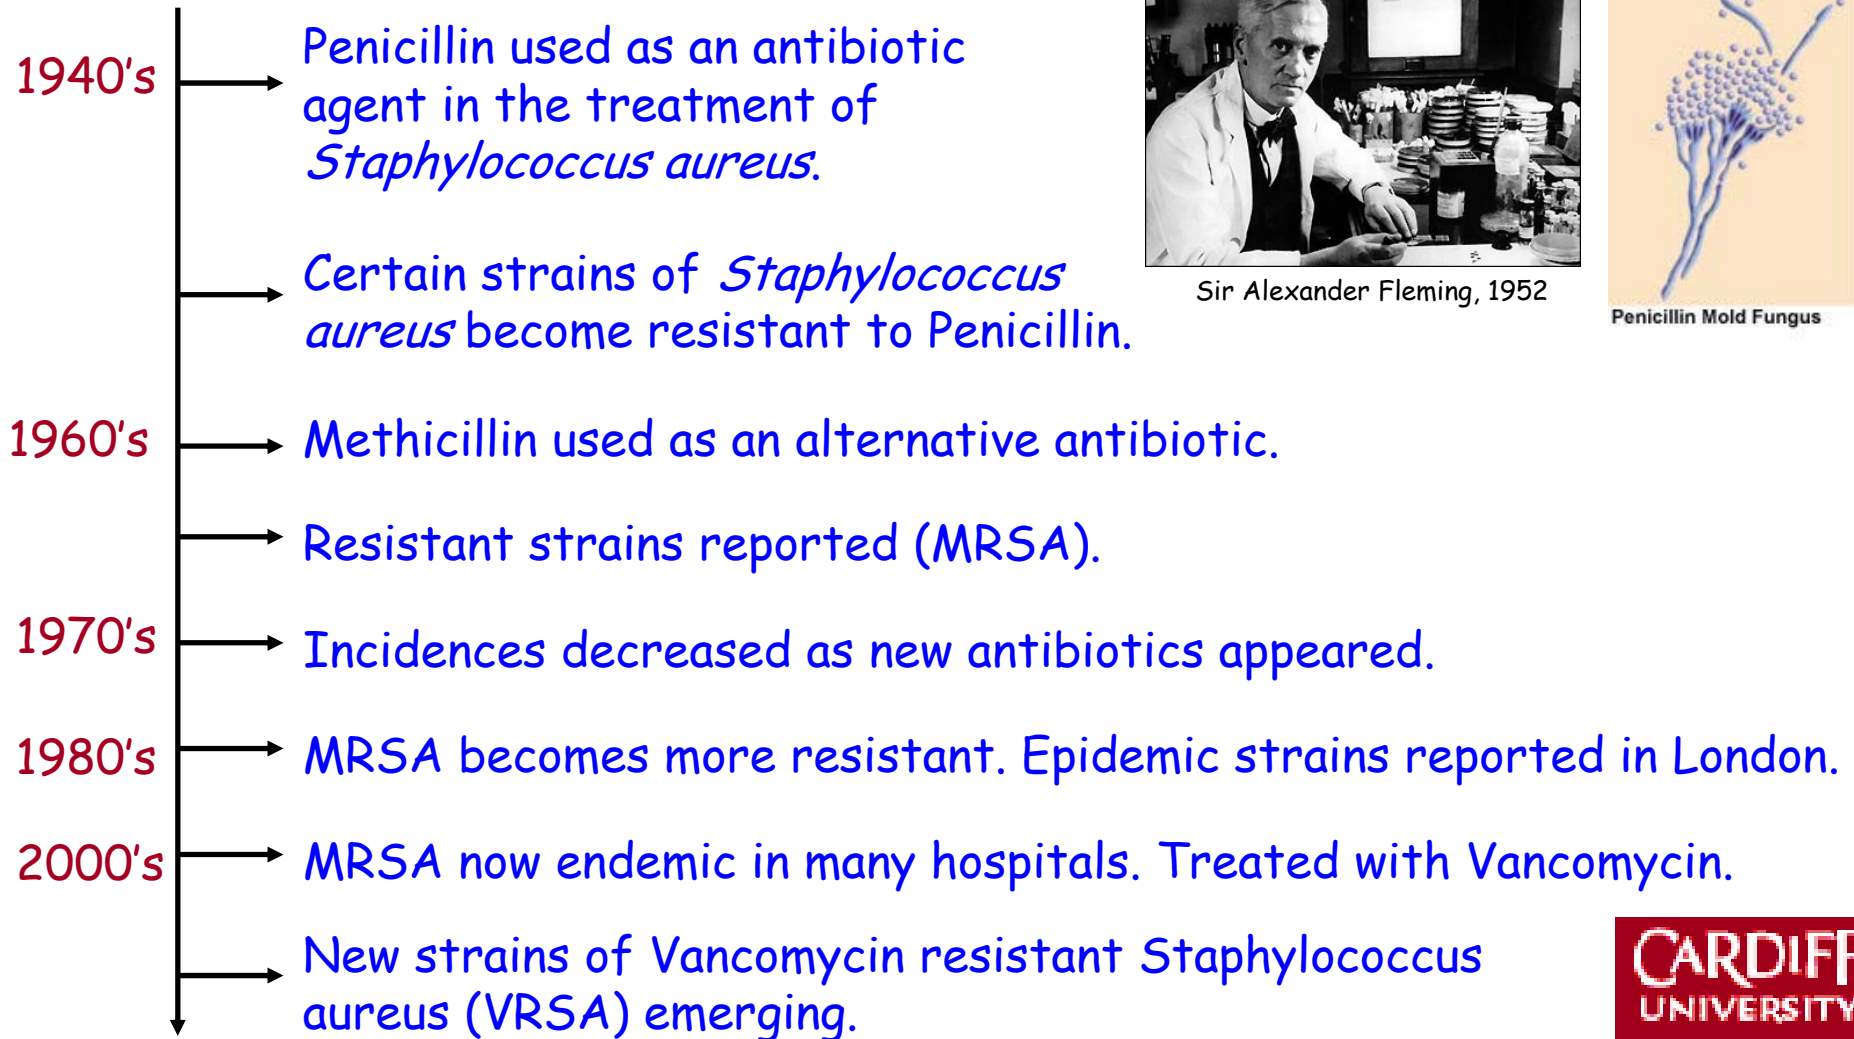 1940's
Penicillin used as an antibiotic
agent in the treatment of
Staphylococcus aureus.
Sir Alexander Fleming, 1952
Penicillin Mold Fungus
Certain strains of Staphylococcus
aureus become resistant to Penicillin.
1960's
Methicillin used as an alternative antibiotic.
Resistant strains reported (MRSA).
1970's
Incidences decreased as new antibiotics appeared.
1980's
MRSA becomes more resistant. Epidemic strains reported in London.
2000's
MRSA now endemic in many hospitals. Treated with Vancomycin.
New strains of Vancomycin resistant Staphylococcus
aureus (VRSA) emerging.
CARDIFF
UNIVERSITY